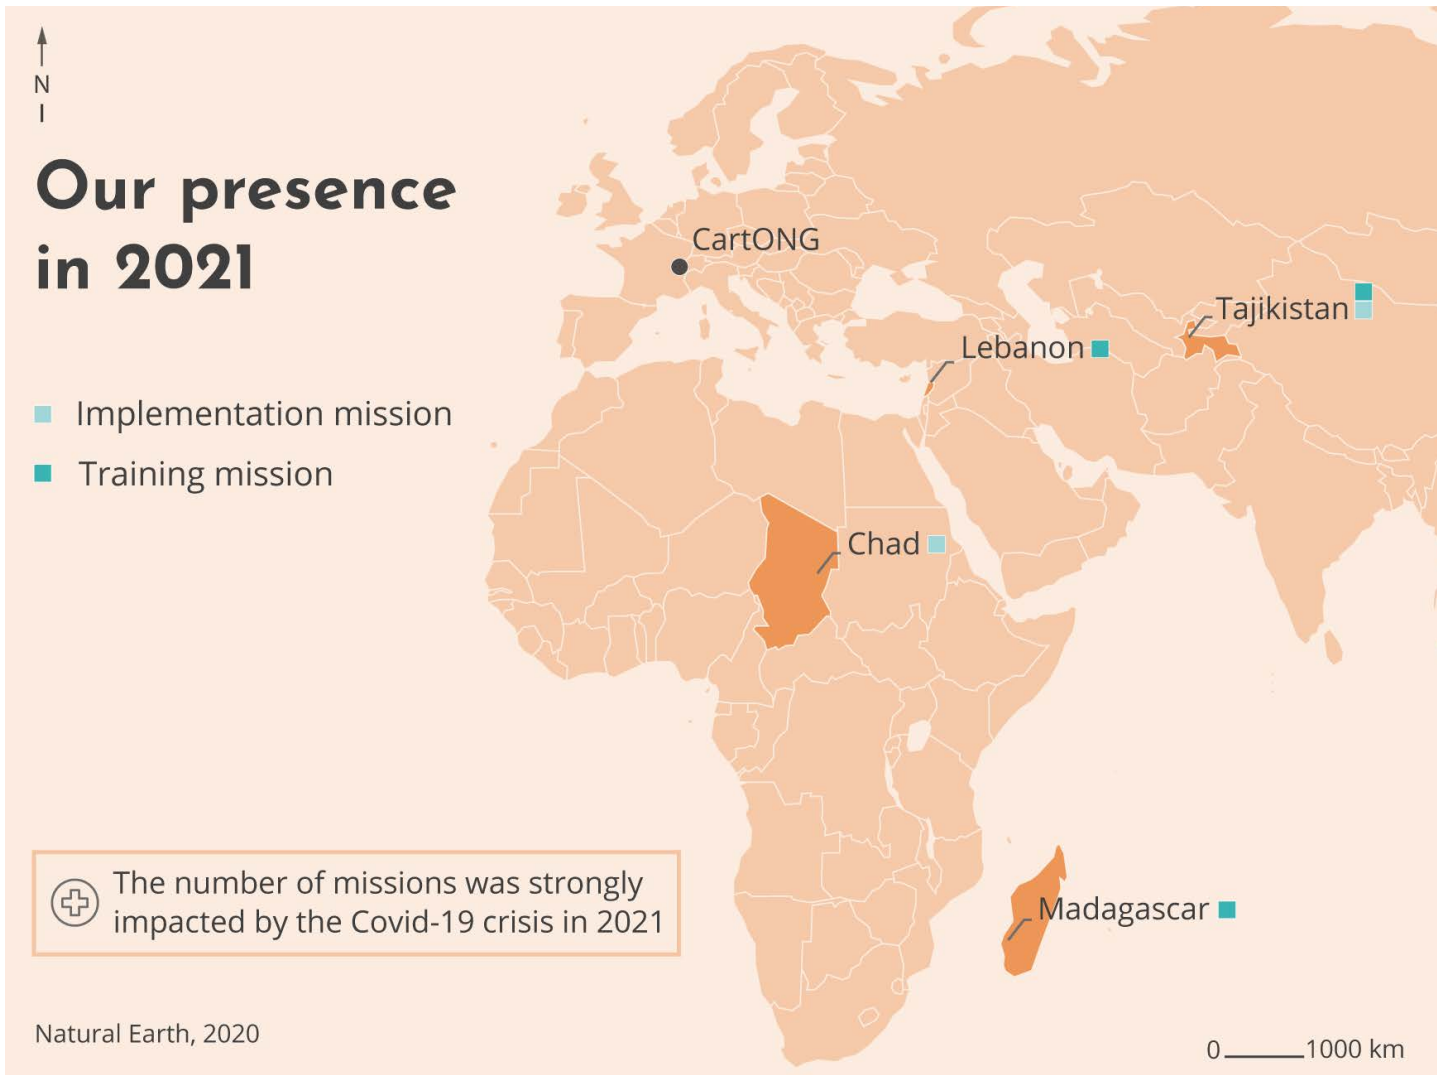 N
Our presence
in 2021
CartONG
Tajikistan
Lebanon
Implementation mission
Training mission
Chad
The number of missions was strongly
impacted by the Covid-19 crisis in 2021
Madagascar
Natural Earth, 2020
0 1000 km